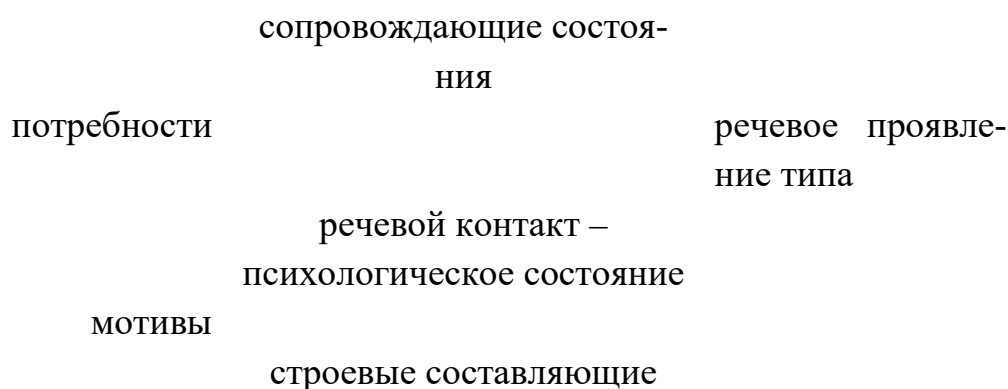 сопровождающие состоя-
ния
потребности
речевое проявле-
ние типа
речевой контакт –
психологическое состояние
мотивы
строевые составляющие